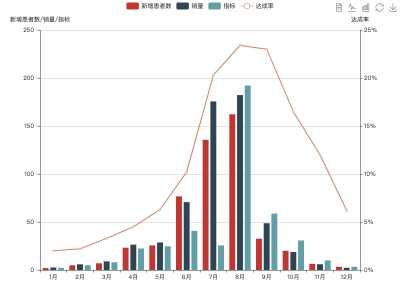 新增患者数 销量 指标 达成率
新增患者数/销量/指标 达成率
250 25%
200 20%
150 15%
100 10%
50 5%
0 0%
1月 2月 3月 4月 5月 6月 7月 8月 9月 10月 11月 12月